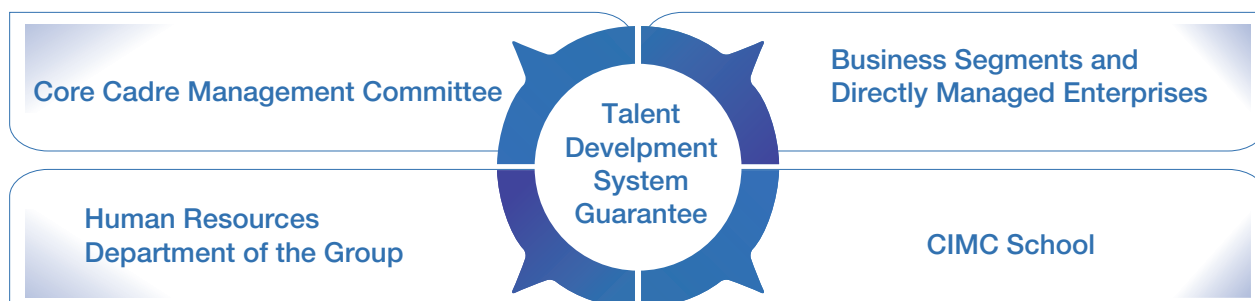 Core Cadre Management Committee
Business Segments and
Directly Managed Enterprises
Talent
Develpment
System
Guarantee
Human Resources
Department of the Group
CIMC School